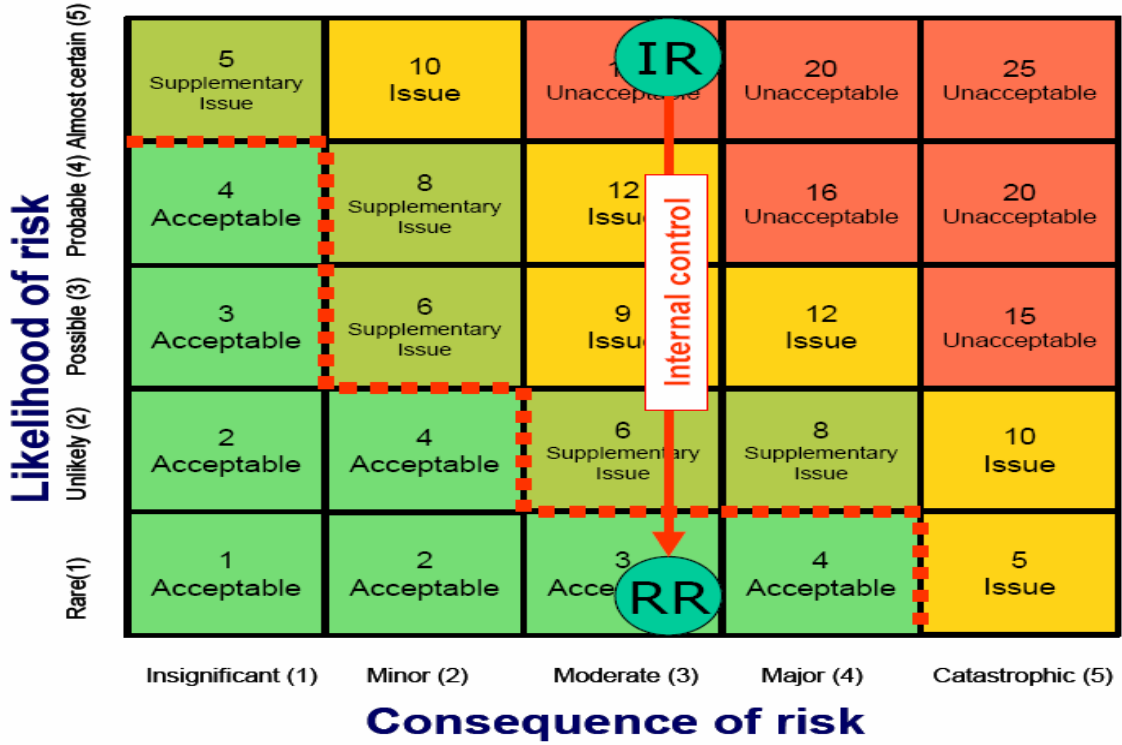 Likelihood of risk
Almost certain (5)
5
Supplementary
Issue
10
Issue
1
Unacceptable
IR
20
Unacceptable
25
Unacceptable
Probable (4)
4
Acceptable
8
Supplementary
Issue
12
Issue
16
Unacceptable
20
Unacceptable
Internal control
Possible (3)
3
Acceptable
6
Supplementary
Issue
9
Issue
12
Issue
15
Unacceptable
Unlikely (2)
2
Acceptable
4
Acceptable
6
Supplementary
Issue
8
Supplementary
Issue
10
Issue
Rare(1)
1
Acceptable
2
Acceptable
3
Acce
RR
4
Acceptable
5
Issue
Insignificant (1)
Minor (2)
Moderate (3)
Major (4)
Catastrophic (5)
Consequence of risk